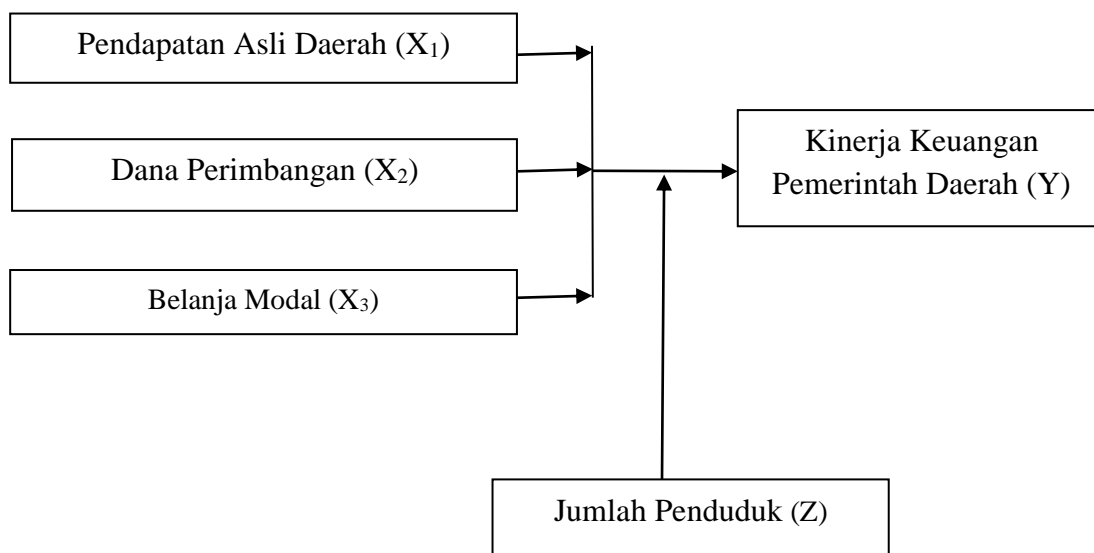 Pendapatan Asli Daerah (X₁)
Dana Perimbangan (X₂)
Belanja Modal (X₃)
Kinerja Keuangan
Pemerintah Daerah (Y)
Jumlah Penduduk (Z)